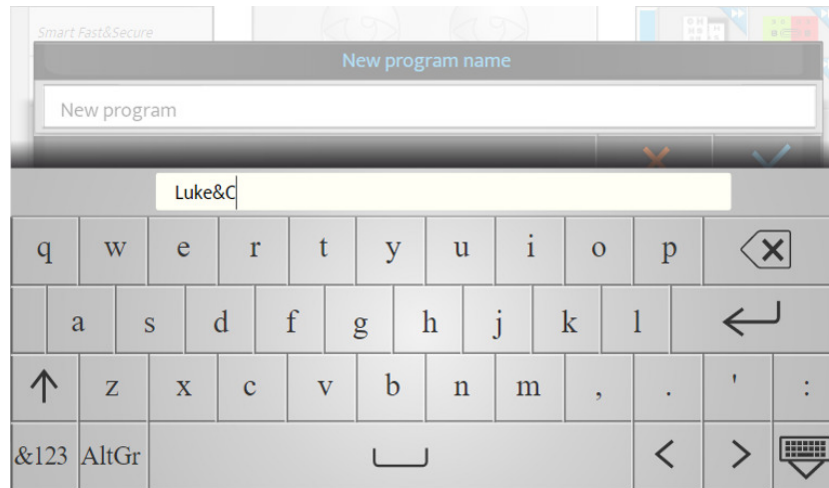 Smart Fast&Secure
New program name
New program
Luke&C
q w e r t y u i o p
a s d f g h j k l
z x c v b n m , . ' :
&123 AltGr < >